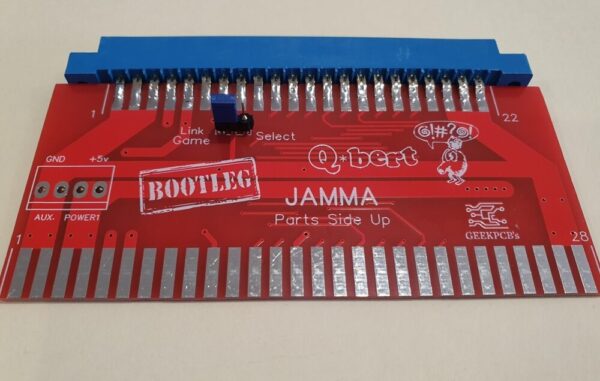 1
22
Link
Game
Select
@!#?@!
Q*bert
GND +5v
BOOTLEG
JAMMA
Parts Side Up
AUX. POWER1
GEEKPCB's
1
28